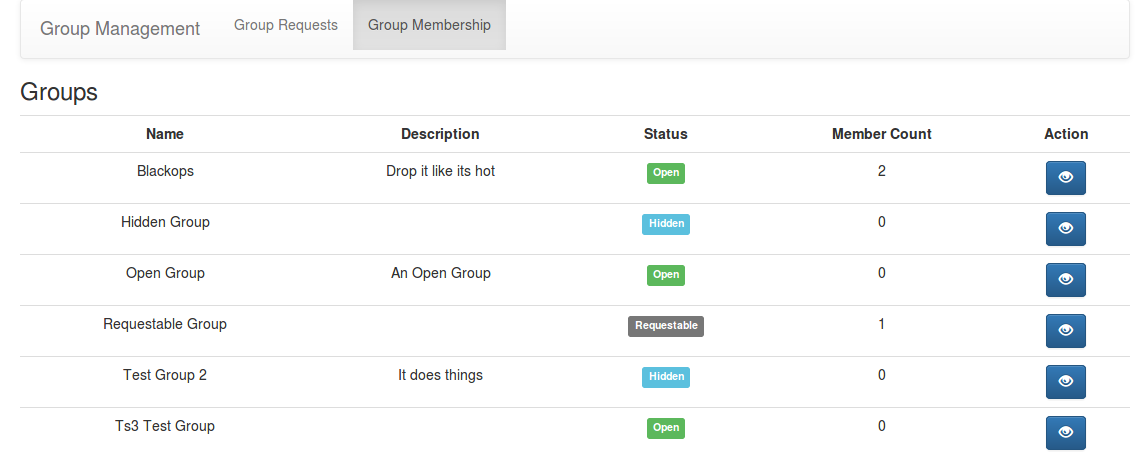 Group Management Group Requests Group Membership
Groups
Name Description Status Member Count Action
Blackops Drop it like its hot Open 2
Hidden Group Hidden 0
Open Group An Open Group Open 0
Requestable Group Requestable 1
Test Group 2 It does things Hidden 0
Ts3 Test Group Open 0